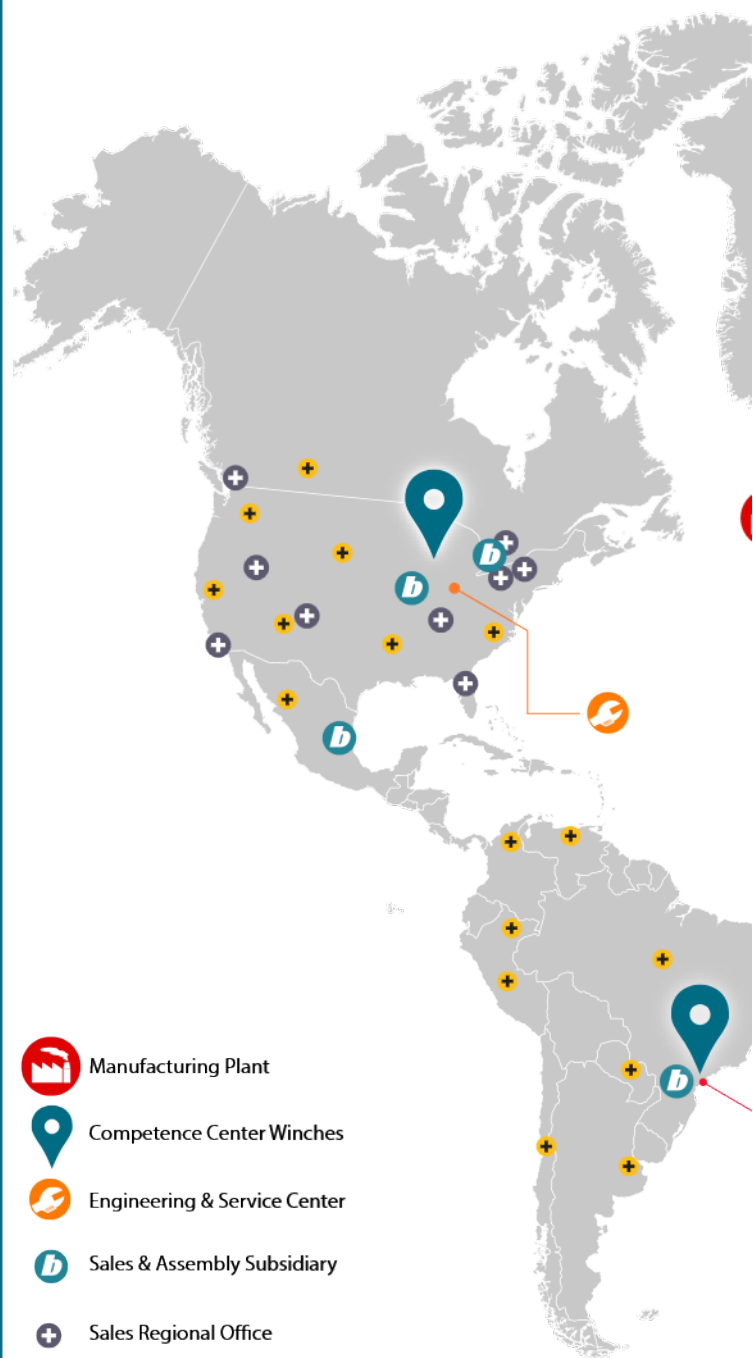 Manufacturing Plant
Competence Center Winches
Engineering & Service Center
b Sales & Assembly Subsidiary
Sales Regional Office
b
b
b
b